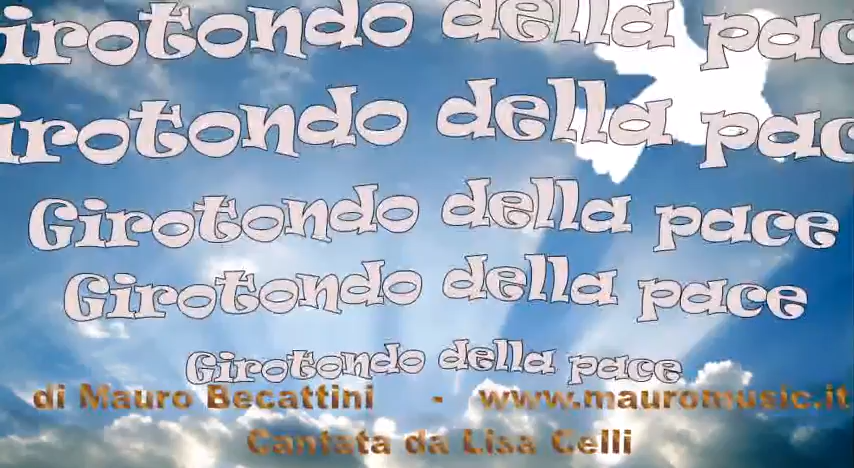 irotondo della pac
irotondo della pac
Girotondo della pace
Girotondo della pace
Girotondo della pace
di Mauro Becattini - www.mauromusic.it
Cantata da Lisa Celli